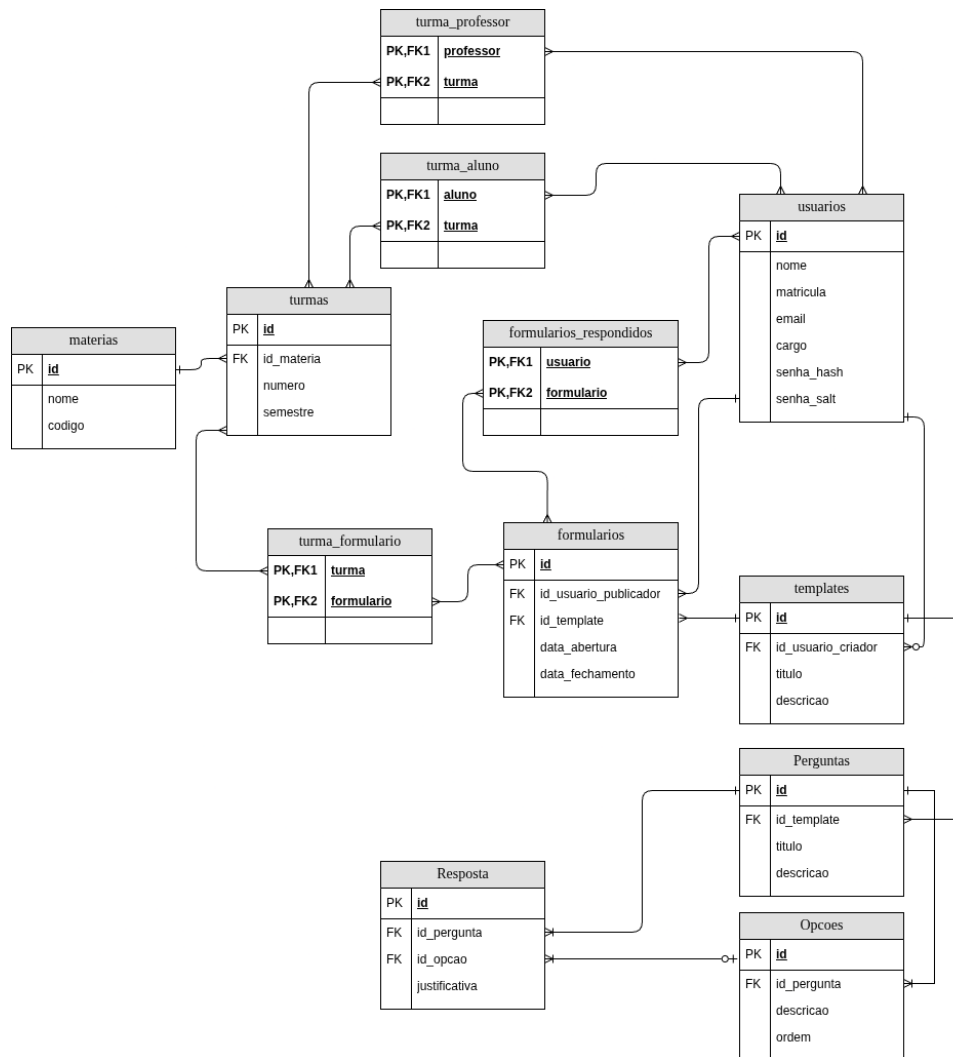 turma_professor
PK,FK1 professor
PK,FK2 turma
turma_aluno
PK,FK1 aluno
PK,FK2 turma
usuarios
PK id
nome
matricula
email
cargo
senha_hash
senha_salt
turmas
PK id
FK id_materia
numero
semestre
materias
PK id
nome
codigo
formularios_respondidos
PK,FK1 usuario
PK,FK2 formulario
turma_formulario
PK,FK1 turma
PK,FK2 formulario
formularios
PK id
FK id_usuario_publicador
FK id_template
data_abertura
data_fechamento
templates
PK id
FK id_usuario_criador
titulo
descricao
Perguntas
PK id
FK id_template
titulo
descricao
Resposta
PK id
FK id_pergunta
FK id_opcao
justificativa
Opcoes
PK id
FK id_pergunta
descricao
ordem